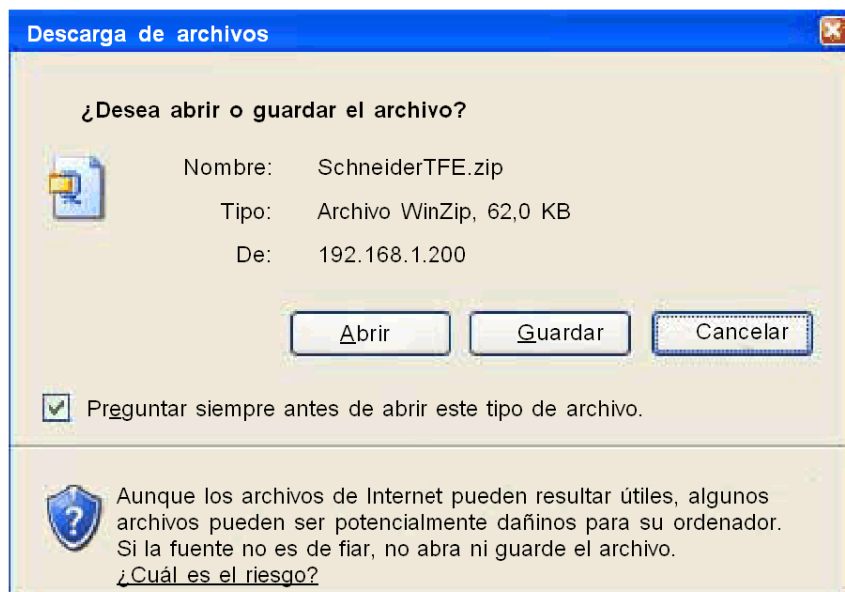 Descarga de archivos
¿Desea abrir o guardar el archivo?
Nombre: SchneiderTFE.zip
Tipo: Archivo WinZip, 62,0 KB
De: 192.168.1.200
Abrir Guardar Cancelar
Preguntar siempre antes de abrir este tipo de archivo.
Aunque los archivos de Internet pueden resultar útiles, algunos
archivos pueden ser potencialmente dañinos para su ordenador.
Si la fuente no es de fiar, no abra ni guarde el archivo.
¿Cuál es el riesgo?